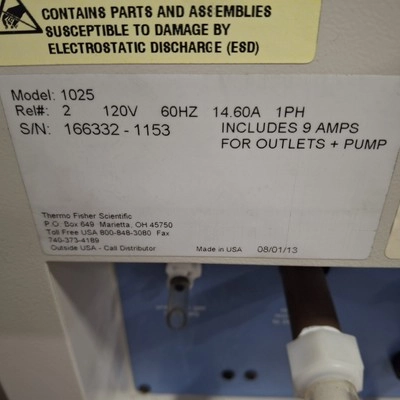 CONTAINS PARTS AND ASSEMBLIES
SUSCEPTIBLE TO DAMAGE BY
ELECTROSTATIC DISCHARGE (ESD)
Model: 1025
Rel#: 2 120V 60HZ 14.60A 1PH
S/N: 166332 - 1153 INCLUDES 9 AMPS
FOR OUTLETS + PUMP
Thermo Fisher Scientific
P.O. Box 649 Marietta, OH 45750
Toll Free USA 800-848-3080 Fax
740-373-4189
Outside USA - Call Distributor Made in USA 08/01/13